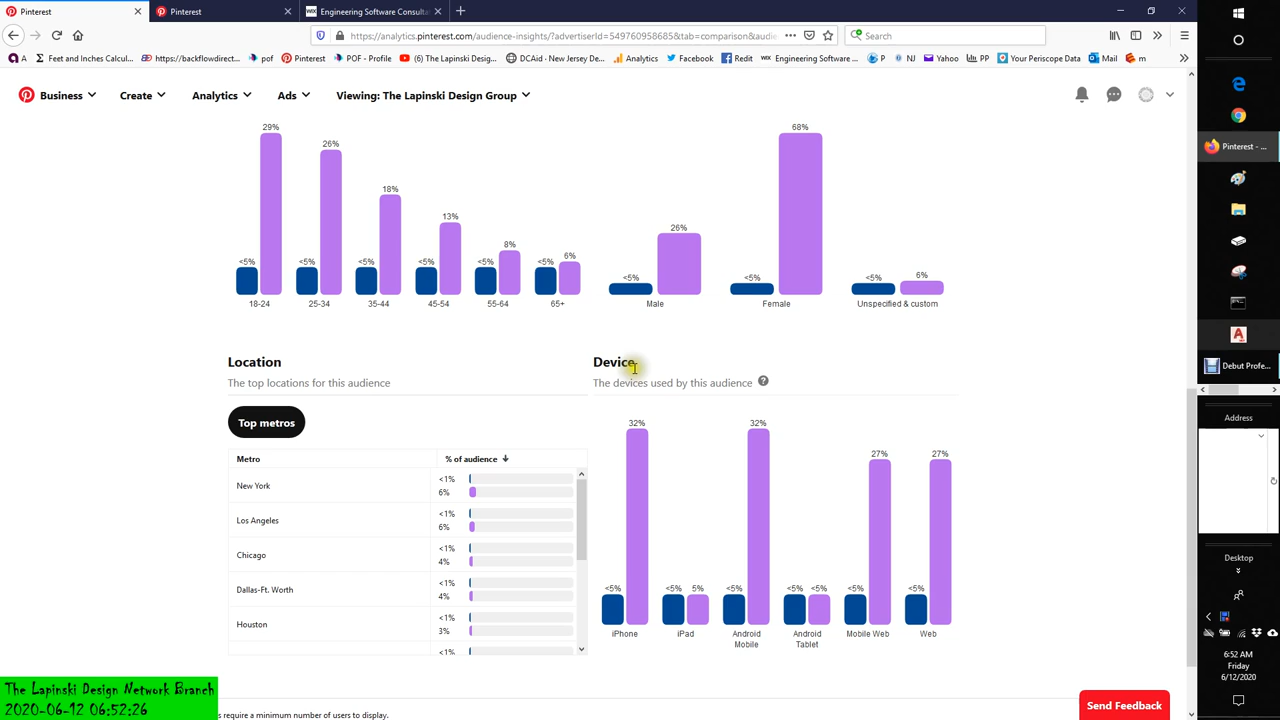 Pinterest
Pinterest
WIX Engineering Software Consulta
https://analytics.pinterest.com/audience-insights/?advertiserId=549760958685&tab=comparison&audie
Search
A
Feet and Inches Calcul...
https://backflowdirect...
pof
Pinterest
POF - Profile
(6) The Lapinski Desig...
DCAid - New Jersey De...
Analytics
Facebook
Redit
WIX Engineering Software ...
P
NJ
Yahoo
PP
Your Periscope Data
Mail
m
Business
Create
Analytics
Ads
Viewing: The Lapinski Design Group
29%
26%
18%
13%
8%
6%
<5% <5% <5% <5% <5% <5%
18-24 25-34 35-44 45-54 55-64 65+
68%
26%
6%
<5% <5% <5%
Male Female Unspecified & custom
Location
The top locations for this audience
Top metros
Metro % of audience
New York <1%
6%
Los Angeles <1%
6%
Chicago <1%
4%
Dallas-Ft. Worth <1%
4%
Houston <1%
3%
<1%
Device
The devices used by this audience ?
32% 32%
27% 27%
<5% <5% 5% <5% <5% <5% <5% <5%
iPhone iPad Android Mobile Android Tablet Mobile Web Web
s require a minimum number of users to display.
Send Feedback
The Lapinski Design Network Branch
2020-06-12 06:52:26
Pinterest - ...
Debut Profe...
Address
Desktop
6:52 AM
Friday
6/12/2020